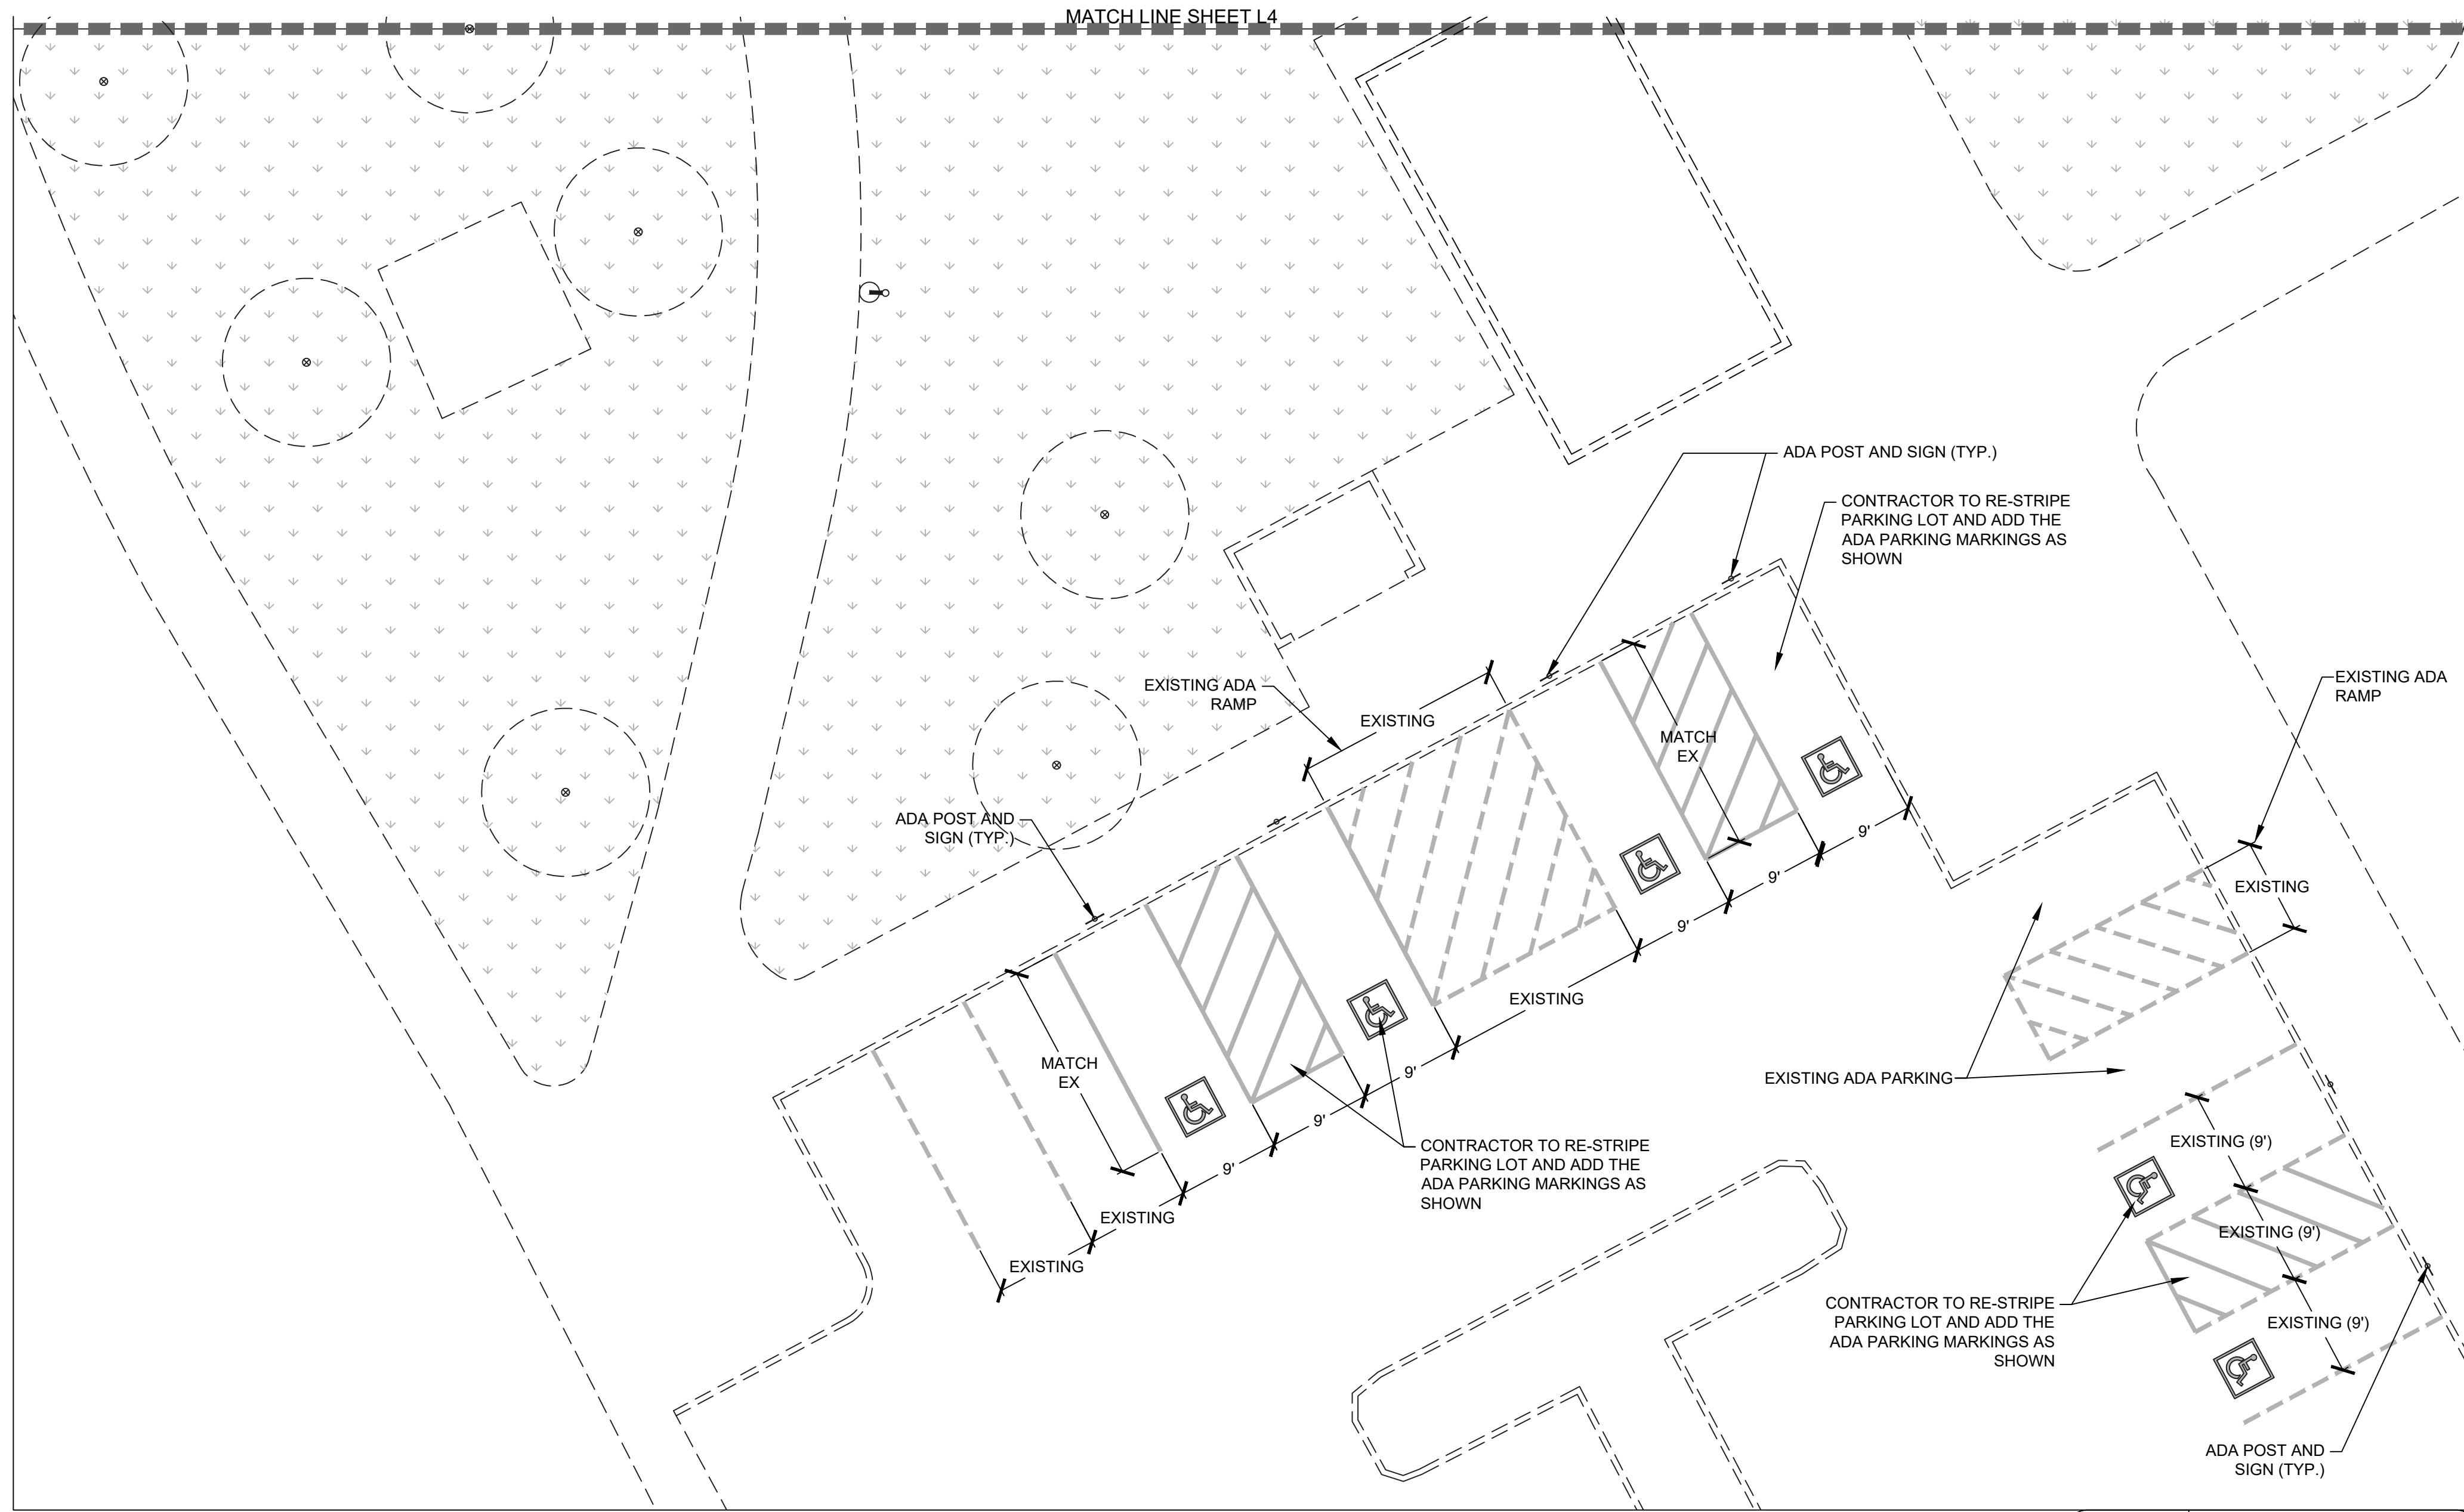 MATCH LINE SHEET L4
ADA POST AND SIGN (TYP.)
CONTRACTOR TO RE-STRIPE
PARKING LOT AND ADD THE
ADA PARKING MARKINGS AS
SHOWN
EXISTING ADA
RAMP
EXISTING
MATCH
EX
EXISTING ADA
RAMP
ADA POST AND
SIGN (TYP.)
9'
9'
9'
EXISTING
EXISTING
MATCH
EX
9'
9'
EXISTING
EXISTING
CONTRACTOR TO RE-STRIPE
PARKING LOT AND ADD THE
ADA PARKING MARKINGS AS
SHOWN
EXISTING ADA PARKING
EXISTING (9')
EXISTING (9')
EXISTING (9')
CONTRACTOR TO RE-STRIPE
PARKING LOT AND ADD THE
ADA PARKING MARKINGS AS
SHOWN
ADA POST AND
SIGN (TYP.)